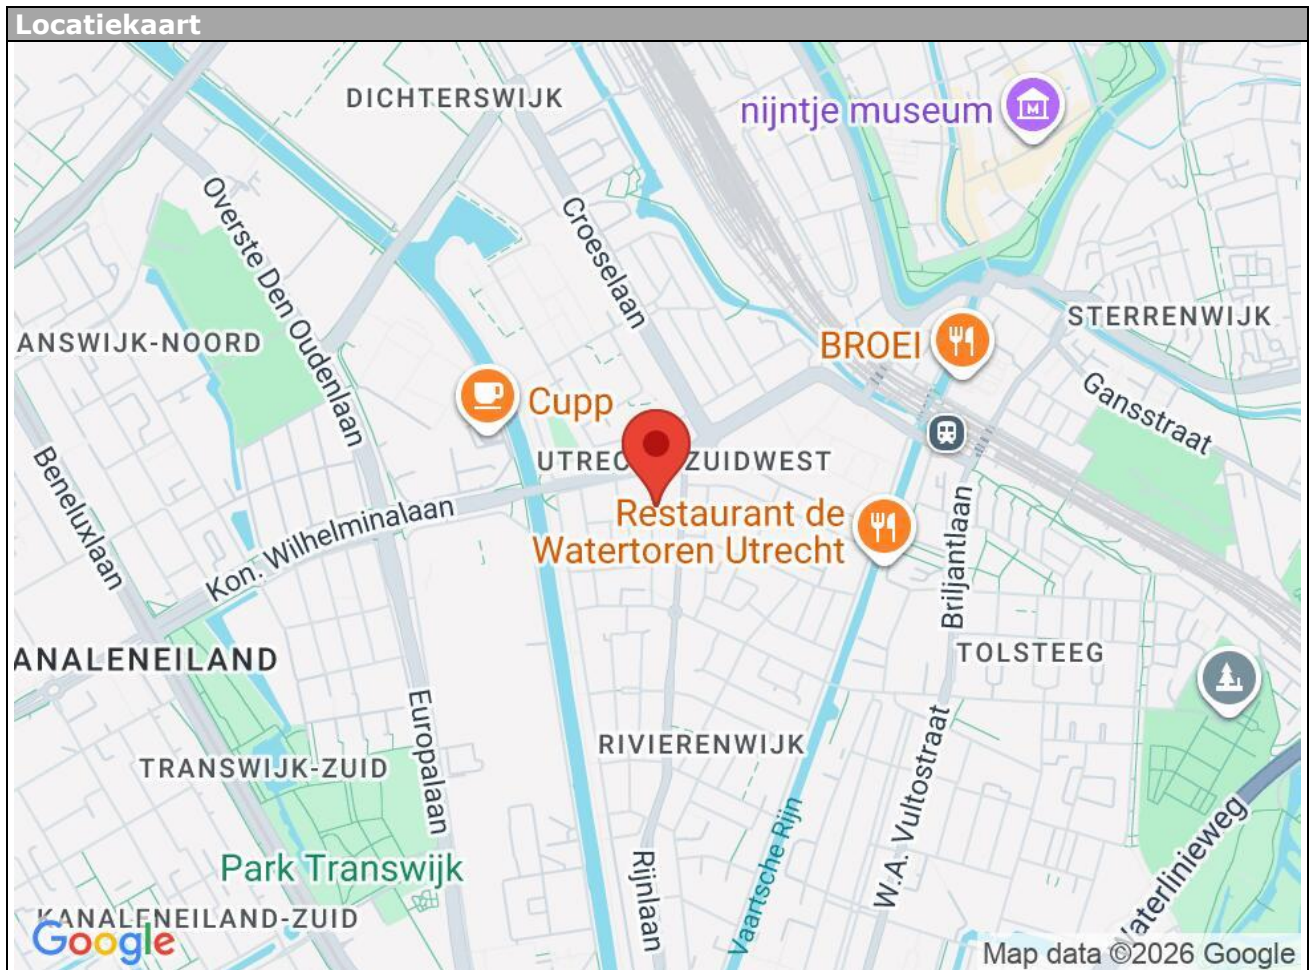 Locatiekaart
DICHTERSWIJK
nijntje museum
Overste Den Oudenlaan
Croeselaan
STERRENWIJK
ANSWIJK-NOORD
BROEI
Gansstraat
Cupp
UTREC ZUIDWEST
Beneluxlaan
Kon. Wilhelminalaan
Restaurant de
Watertoren Utrecht
Briljantlaan
ANALENEILAND
TOLSTEEG
Europalaan
RIVIERENWIJK
TRANSWIJK-ZUID
W.A. Vultostraat
Vaartsche Rijn
Waterlinieweg
Park Transwijk
Rijnlaan
KANALENEILAND-ZUID
Google
Map data ©2026 Google